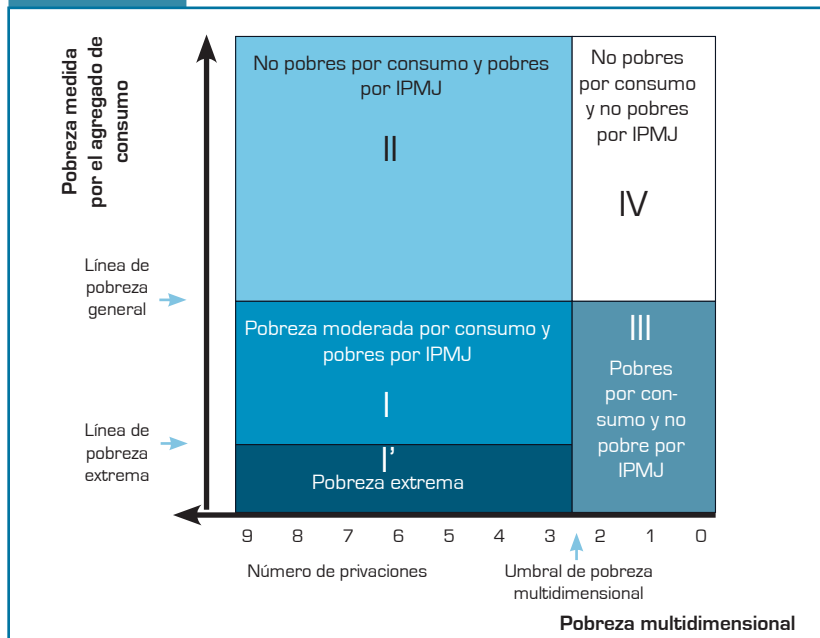 Pobreza medida
por el agregado de
consumo
No pobres por consumo y pobres
por IPMJ
II
No pobres
por consumo
y no pobres
por IPMJ
IV
Línea de
pobreza
general
Pobreza moderada por consumo y
pobres por IPMJ
I
III
Pobres
por con-
sumo y no
pobre por
IPMJ
Línea de
pobreza
extrema
I’
Pobreza extrema
9 8 7 6 5 4 3 2 1 0
Número de privaciones
Umbral de pobreza
multidimensional
Pobreza multidimensional